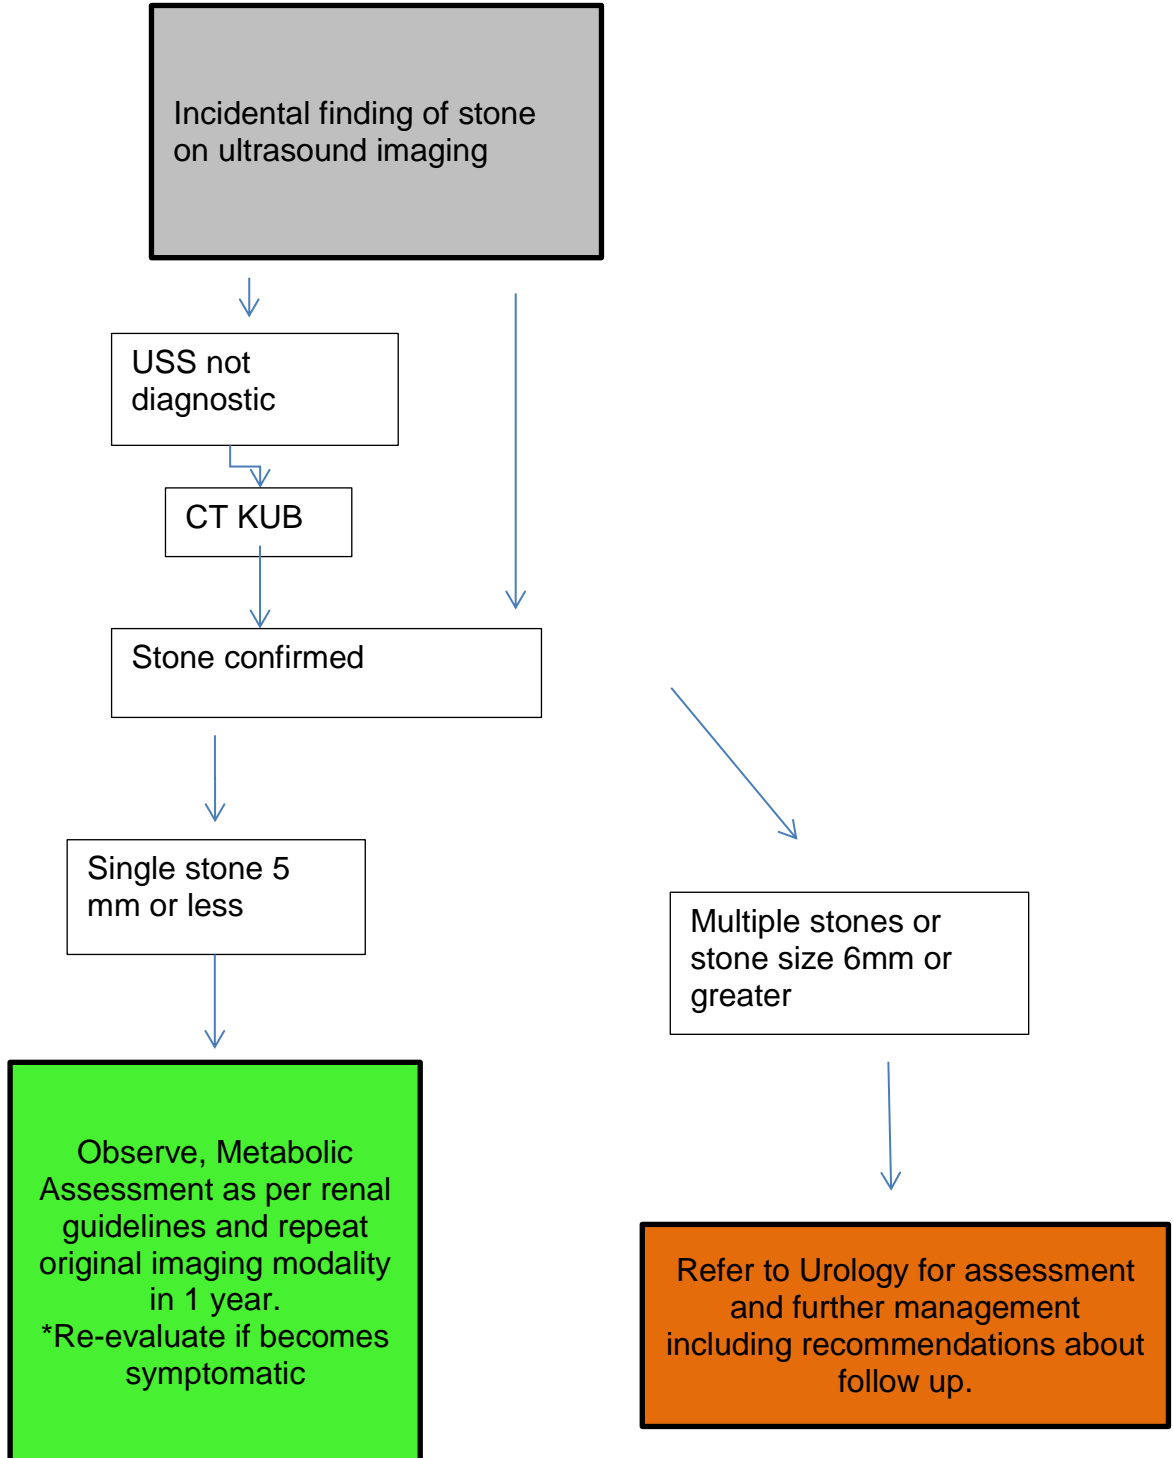 Incidental finding of stone
on ultrasound imaging
USS not
diagnostic
CT KUB
Stone confirmed
Single stone 5
mm or less
Multiple stones or
stone size 6mm or
greater
Observe, Metabolic
Assessment as per renal
guidelines and repeat
original imaging modality
in 1 year.
*Re-evaluate if becomes
symptomatic
Refer to Urology for assessment
and further management
including recommendations about
follow up.